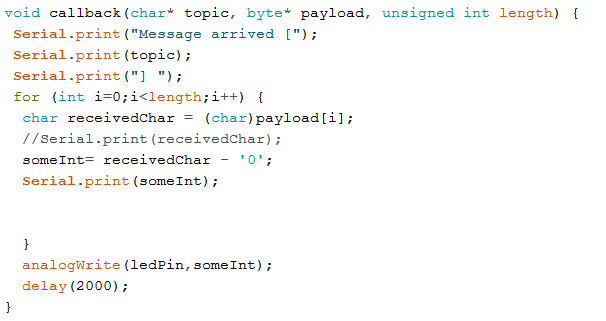 void callback(char* topic, byte* payload, unsigned int length) {
 Serial.print("Message arrived [");
 Serial.print(topic);
 Serial.print("] ");
 for (int i=0;i<length;i++) {
  char receivedChar = (char)payload[i];
  //Serial.print(receivedChar);
  someInt= receivedChar - '0';
  Serial.print(someInt);
  }
  analogWrite(ledPin,someInt);
  delay(2000);
}